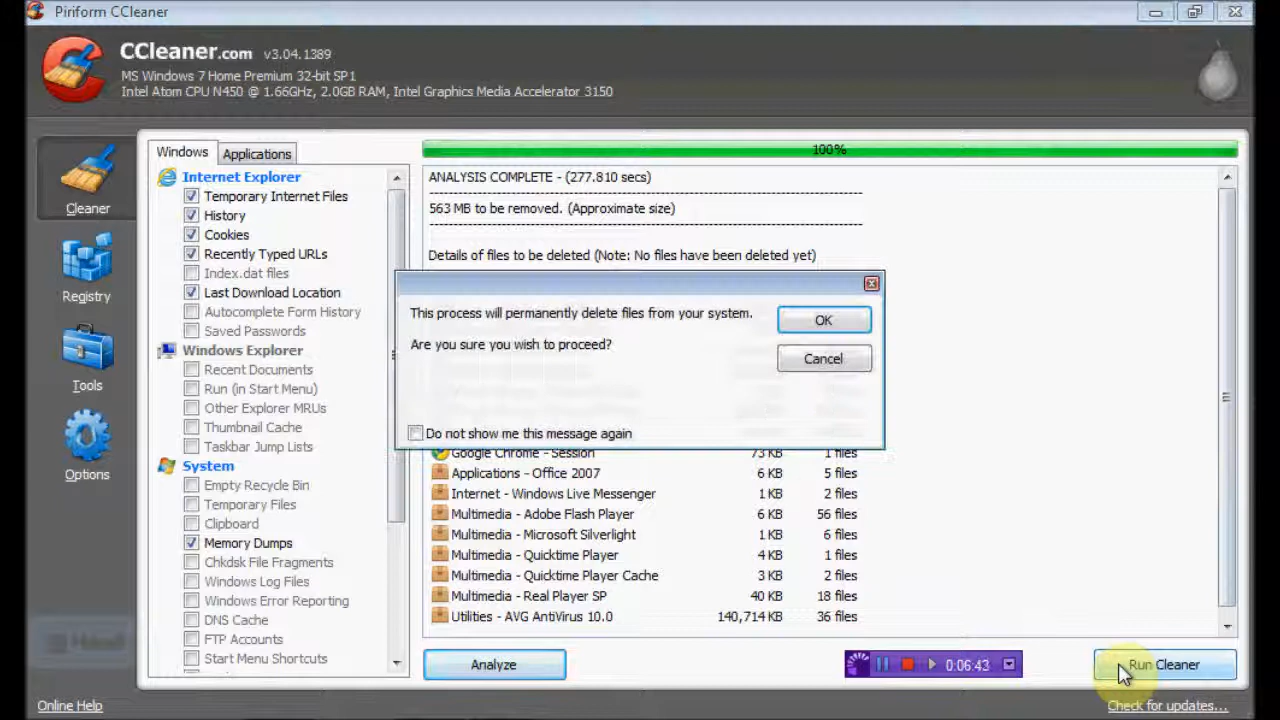 Piriform CCleaner
CCleaner.com v3.04.1389
MS Windows 7 Home Premium 32-bit SP1
Intel Atom CPU N450 @ 1.66GHz, 2.0GB RAM, Intel Graphics Media Accelerator 3150
Cleaner
Registry
Tools
Options
Windows
Applications
Internet Explorer
Temporary Internet Files
History
Cookies
Recently Typed URLs
Index.dat files
Last Download Location
Autocomplete Form History
Saved Passwords
Windows Explorer
Recent Documents
Run (in Start Menu)
Other Explorer MRUs
Thumbnail Cache
Taskbar Jump Lists
System
Empty Recycle Bin
Temporary Files
Clipboard
Memory Dumps
Chkdsk File Fragments
Windows Log Files
Windows Error Reporting
DNS Cache
FTP Accounts
Start Menu Shortcuts
100%
ANALYSIS COMPLETE - (277.810 secs)
563 MB to be removed. (Approximate size)
Details of files to be deleted (Note: No files have been deleted yet)
This process will permanently delete files from your system.
Are you sure you wish to proceed?
OK
Cancel
Do not show me this message again
Google Chrome - Session 73 KB 1 files
Applications - Office 2007 6 KB 5 files
Internet - Windows Live Messenger 1 KB 2 files
Multimedia - Adobe Flash Player 6 KB 56 files
Multimedia - Microsoft Silverlight 1 KB 6 files
Multimedia - Quicktime Player 4 KB 1 files
Multimedia - Quicktime Player Cache 3 KB 2 files
Multimedia - Real Player SP 40 KB 18 files
Utilities - AVG AntiVirus 10.0 140,714 KB 36 files
Analyze
0:06:43
Run Cleaner
Online Help
Check for updates...